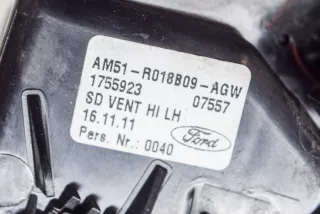 AM51-R018B09-AGW
1755923 07557
SD VENT HI LH
16.11.11
Ford
Pers. Nr.: 0040